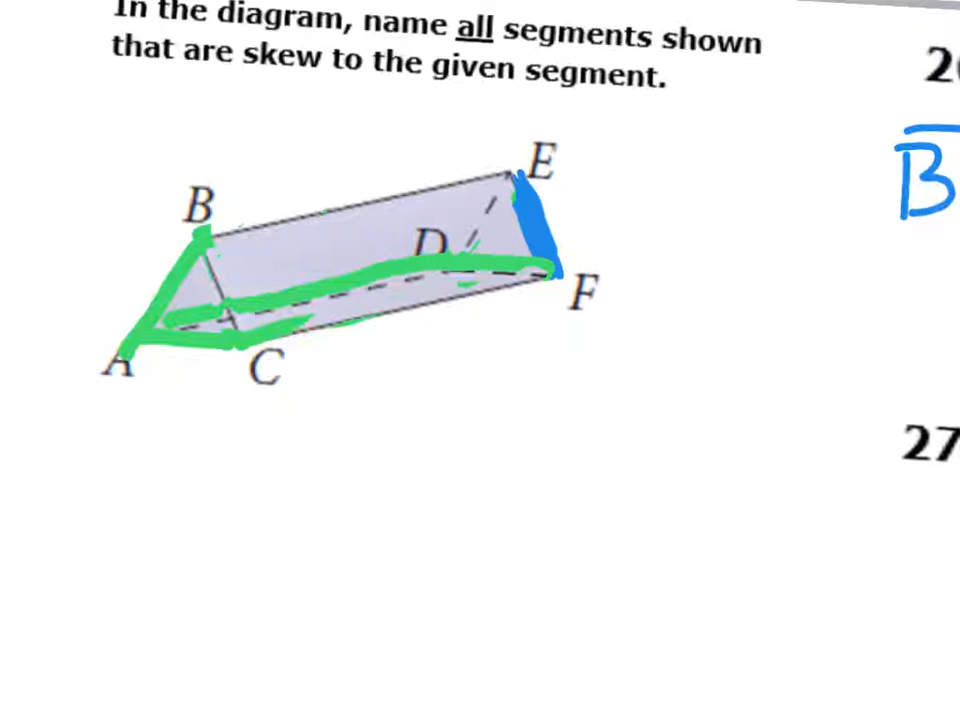 In the diagram, name all segments shown
that are skew to the given segment.
B
E
D
F
A
C
B
27